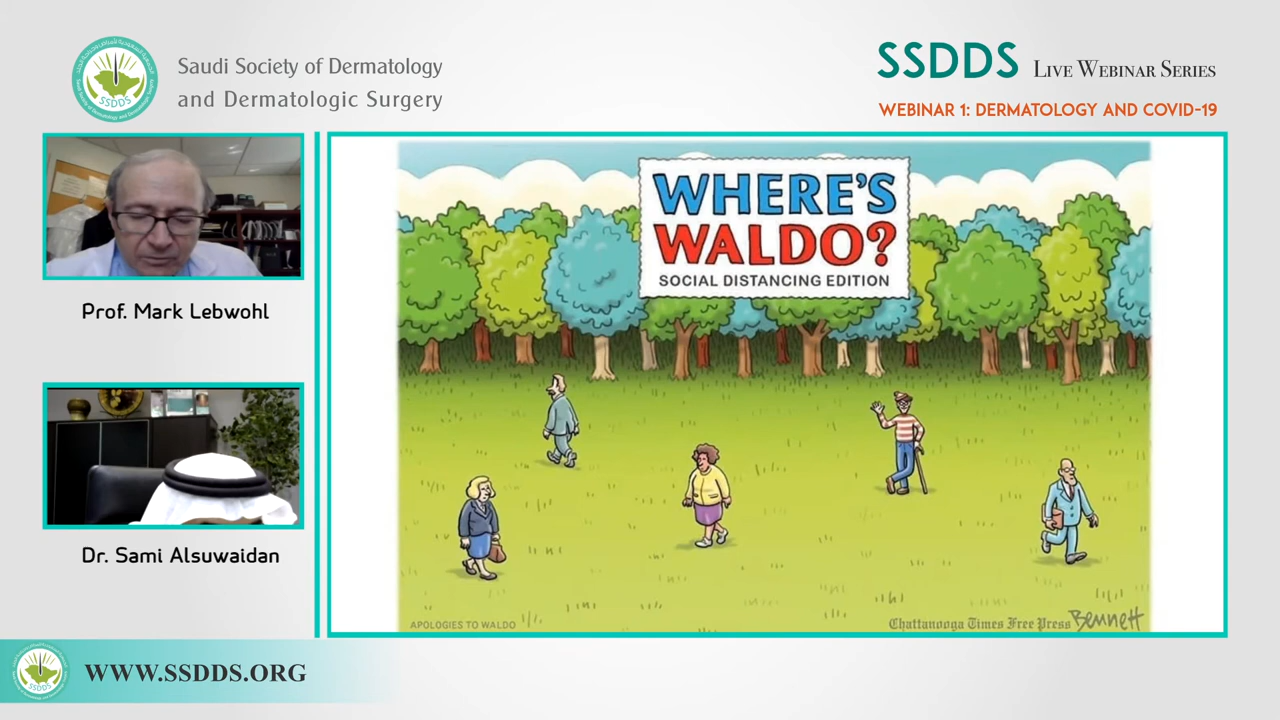 Saudi Society of Dermatology
and Dermatologic Surgery
SSDDS LIVE WEBINAR SERIES
WEBINAR 1: DERMATOLOGY AND COVID-19
SSDDS
Prof. Mark Lebwohl
Dr. Sami Alsuwaidan
WHERE'S
WALDO?
SOCIAL DISTANCING EDITION
APOLOGIES TO WALDO
Chattanooga Times Free Press Bennett
SSDDS
WWW.SSDDS.ORG